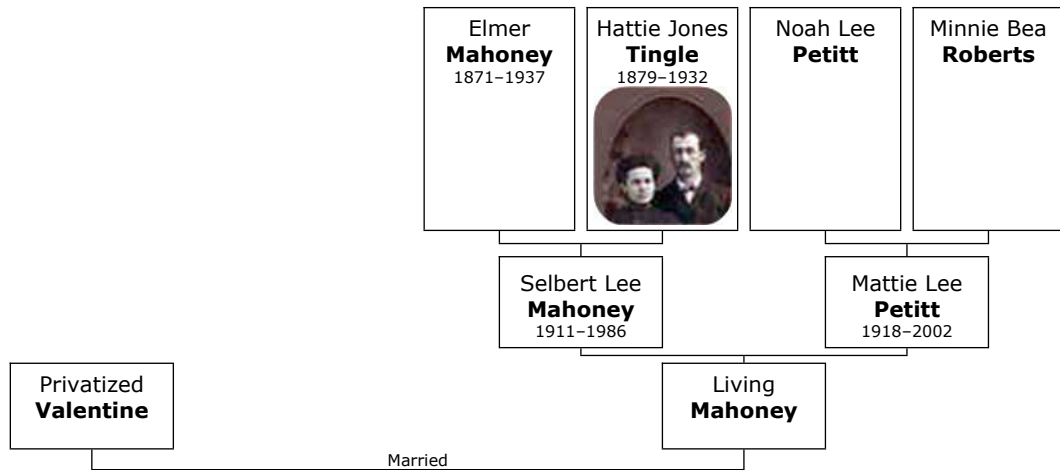 Elmer
Mahoney
1871–1937
Hattie Jones
Tingle
1879–1932
Noah Lee
Petitt
Minnie Bea
Roberts
Selbert Lee
Mahoney
1911–1986
Mattie Lee
Petitt
1918–2002
Privatized
Valentine
Living
Mahoney
Married